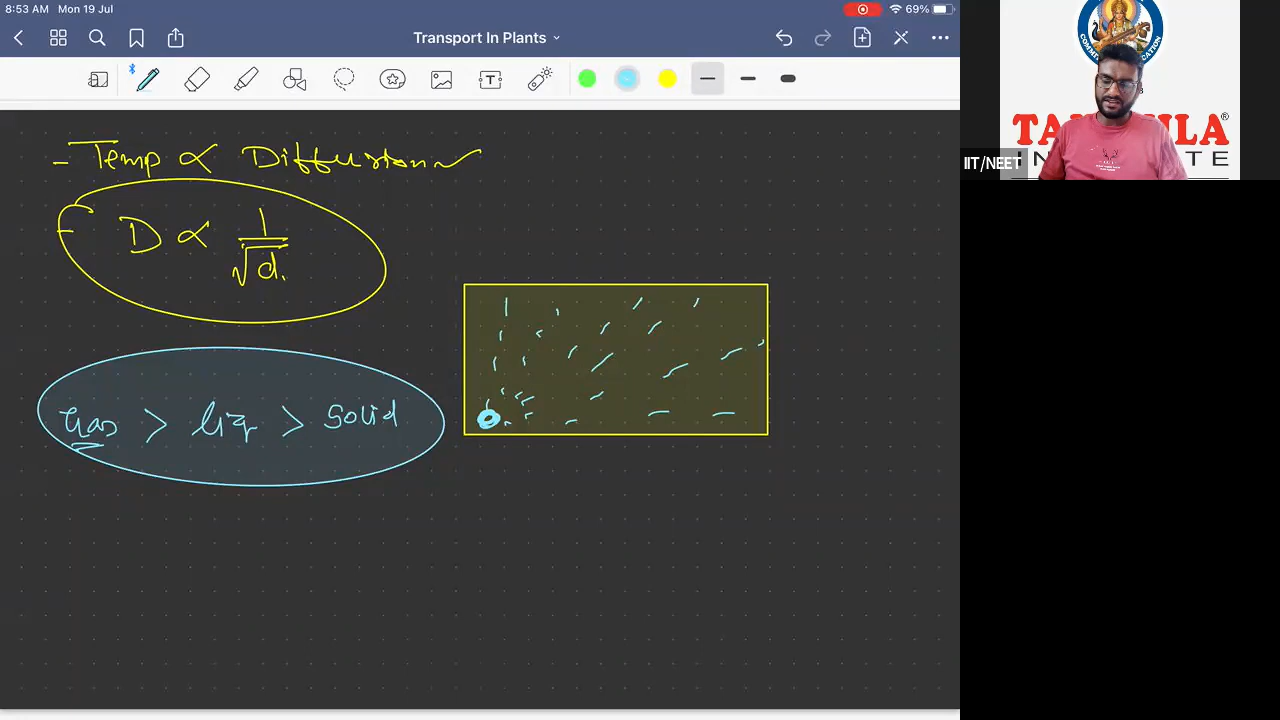 8:53 AM Mon 19 Jul
69%
Transport In Plants
- Temp ∝ Diffusion
- D ∝ 1/√d.
gas > liq > solid
IIT/NEET